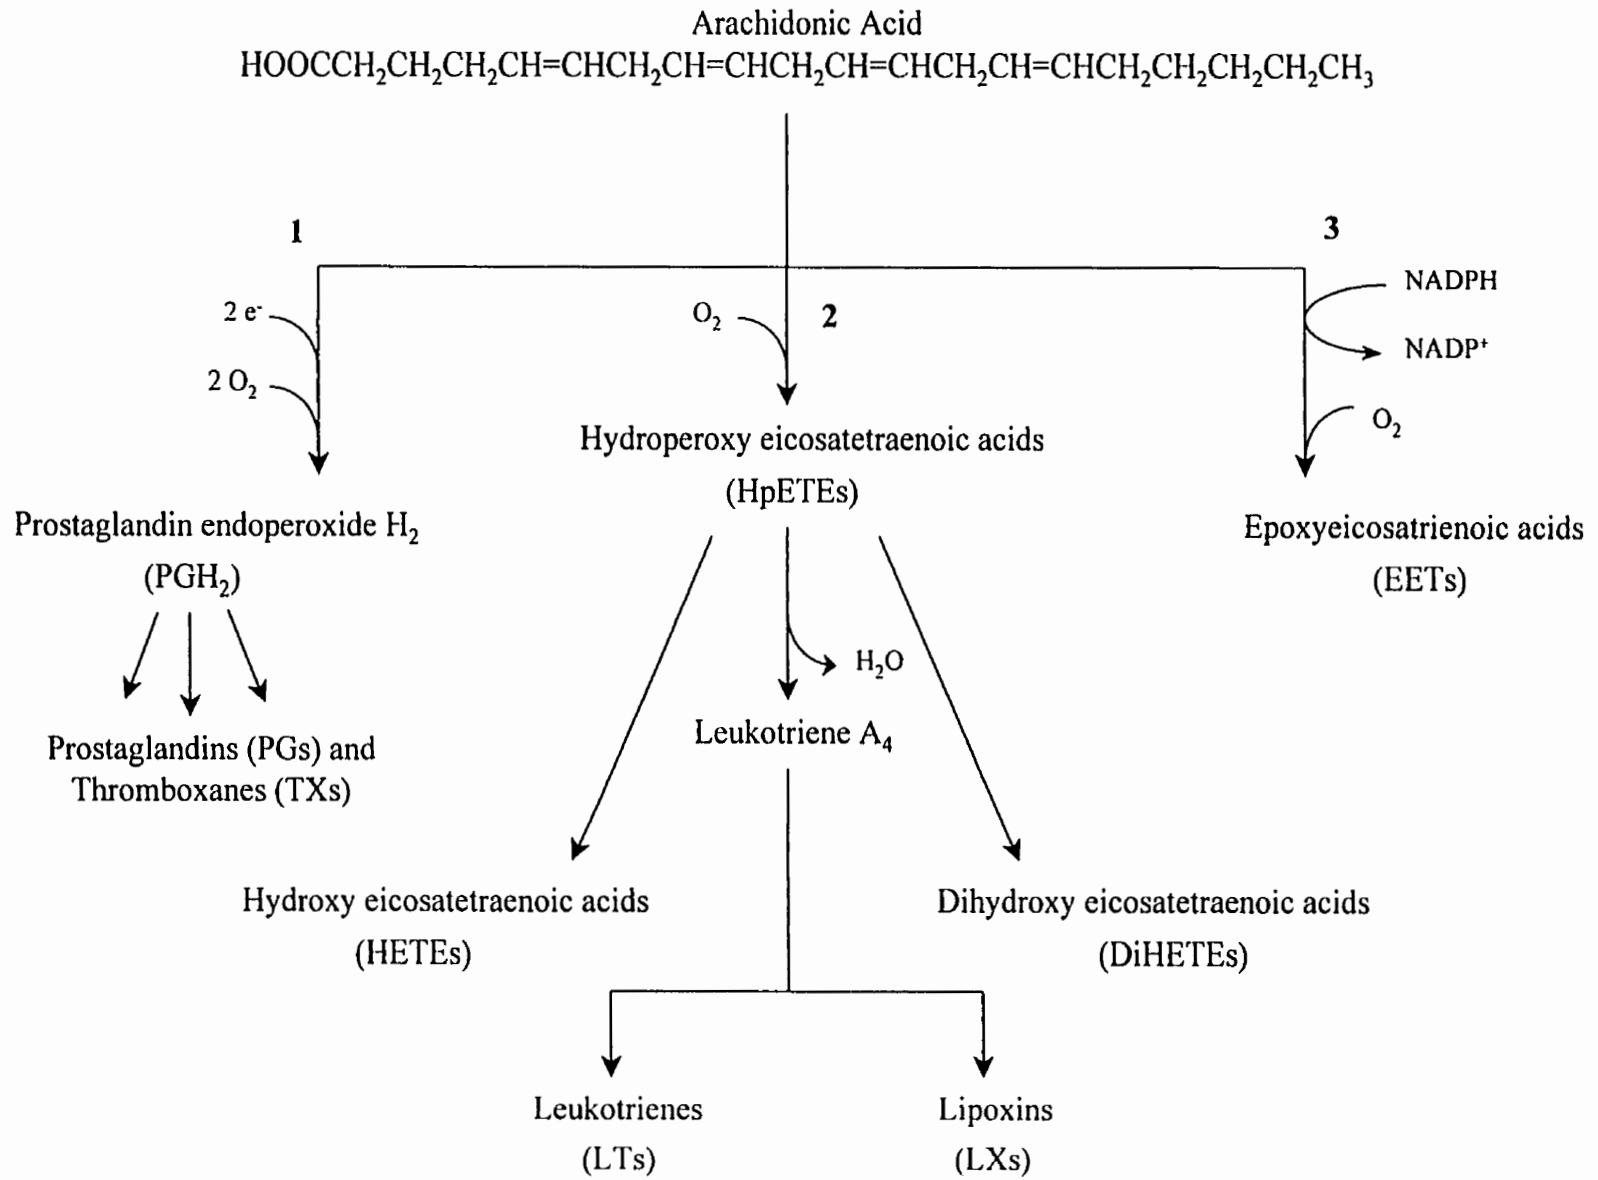 Arachidonic Acid
HOOCCH₂CH₂CH₂CH=CHCH₂CH=CHCH₂CH=CHCH₂CH=CHCH₂CH₂CH₂CH₂CH₃
1
3
NADPH
2 e⁻
O₂
2
NADP⁺
2 O₂
O₂
Hydroperoxy eicosatetraenoic acids
(HpETEs)
Prostaglandin endoperoxide H₂
(PGH₂)
Epoxyeicosatrienoic acids
(EETs)
H₂O
Leukotriene A₄
Prostaglandins (PGs) and
Thromboxanes (TXs)
Hydroxy eicosatetraenoic acids
(HETEs)
Dihydroxy eicosatetraenoic acids
(DiHETEs)
Leukotrienes
(LTs)
Lipoxins
(LXs)